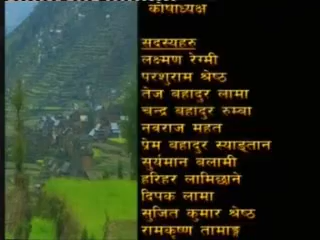 कोषाध्यक्ष
सदस्यहरु
लक्ष्मण रेग्मी
परशुराम श्रेष्ठ
तेज बहादुर लामा
चन्द्र बहादुर रुम्बा
नवराज महत
प्रेम बहादुर स्याङ्तान
सुर्यमान बलामी
हरिहर लामिछाने
दिपक लामा
सुजित कुमार श्रेष्ठ
रामकृष्ण तामाङ्ग